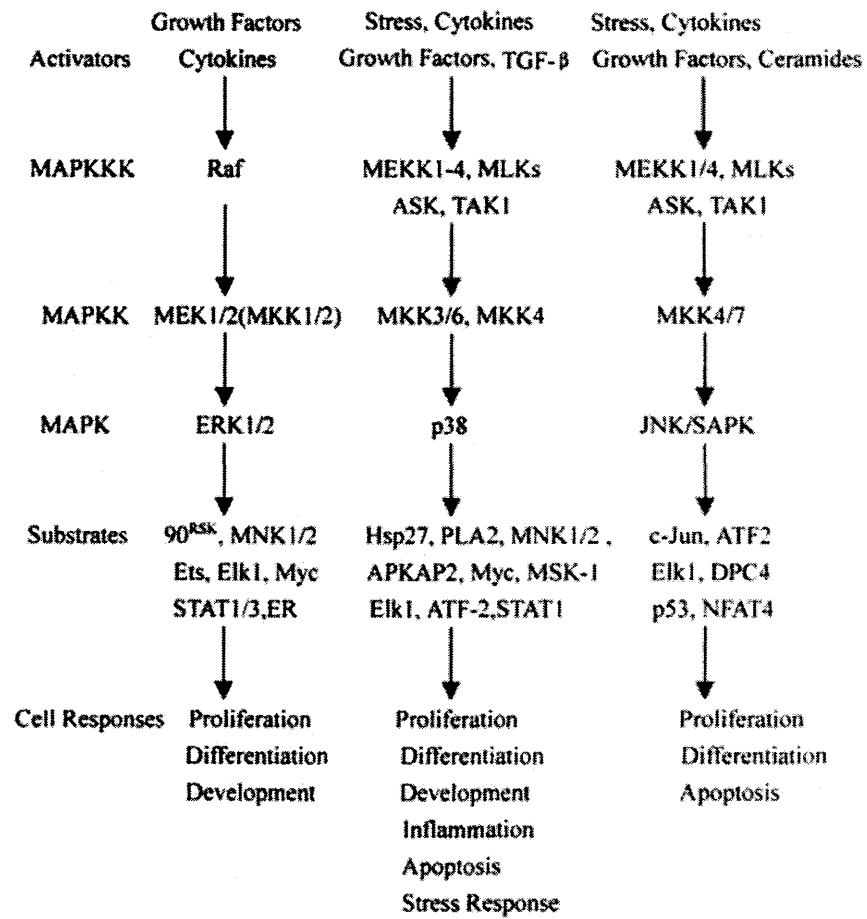 Growth Factors Stress, Cytokines Stress, Cytokines
Activators Cytokines Growth Factors, TGF-β Growth Factors, Ceramides
MAPKKK Raf MEKK1-4, MLKs MEKK1/4, MLKs
ASK, TAK1 ASK, TAK1
MAPKK MEK1/2(MKK1/2) MKK3/6, MKK4 MKK4/7
MAPK ERK1/2 p38 JNK/SAPK
Substrates 90RSK, MNK1/2 Hsp27, PLA2, MNK1/2 , c-Jun, ATF2
Ets, Elk1, Myc APKAP2, Myc, MSK-1 Elk1, DPC4
STAT1/3,ER Elk1, ATF-2,STAT1 p53, NFAT4
Cell Responses Proliferation Proliferation Proliferation
Differentiation Differentiation Differentiation
Development Development Apoptosis
Inflammation
Apoptosis
Stress Response